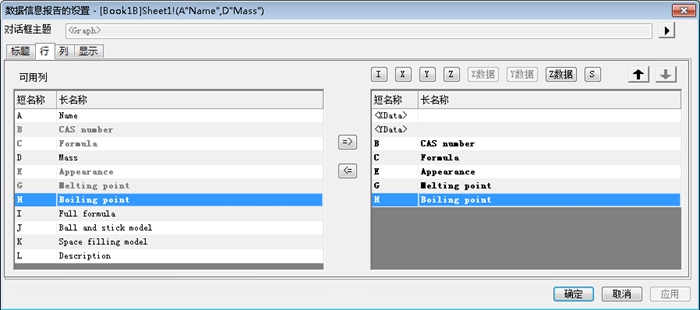 数据信息报告的设置 - [Book1B]Sheet1!(A"Name",D"Mass")
对话框主题 <Graph>
标题 行 列 显示
可用列
I X Y Z X数据 Y数据 Z数据 S
短名称 长名称
A Name
B CAS number
C Formula
D Mass
E Appearance
G Melting point
H Boiling point
I Full formula
J Ball and stick model
K Space filling model
L Description
=>
<=
短名称 长名称
<XData>
<YData>
B CAS number
C Formula
E Appearance
G Melting point
H Boiling point
确定 取消 应用